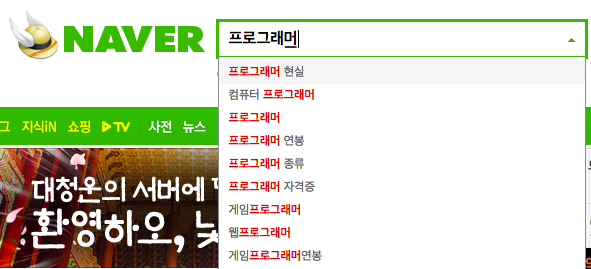 NAVER
프로그래머
프로그래머 현실
컴퓨터 프로그래머
프로그래머
프로그래머 연봉
프로그래머 종류
프로그래머 자격증
게임프로그래머
웹프로그래머
게임프로그래머연봉
그 지식iN 쇼핑 TV 사전 뉴스
대청운의 서버에
환영하오,